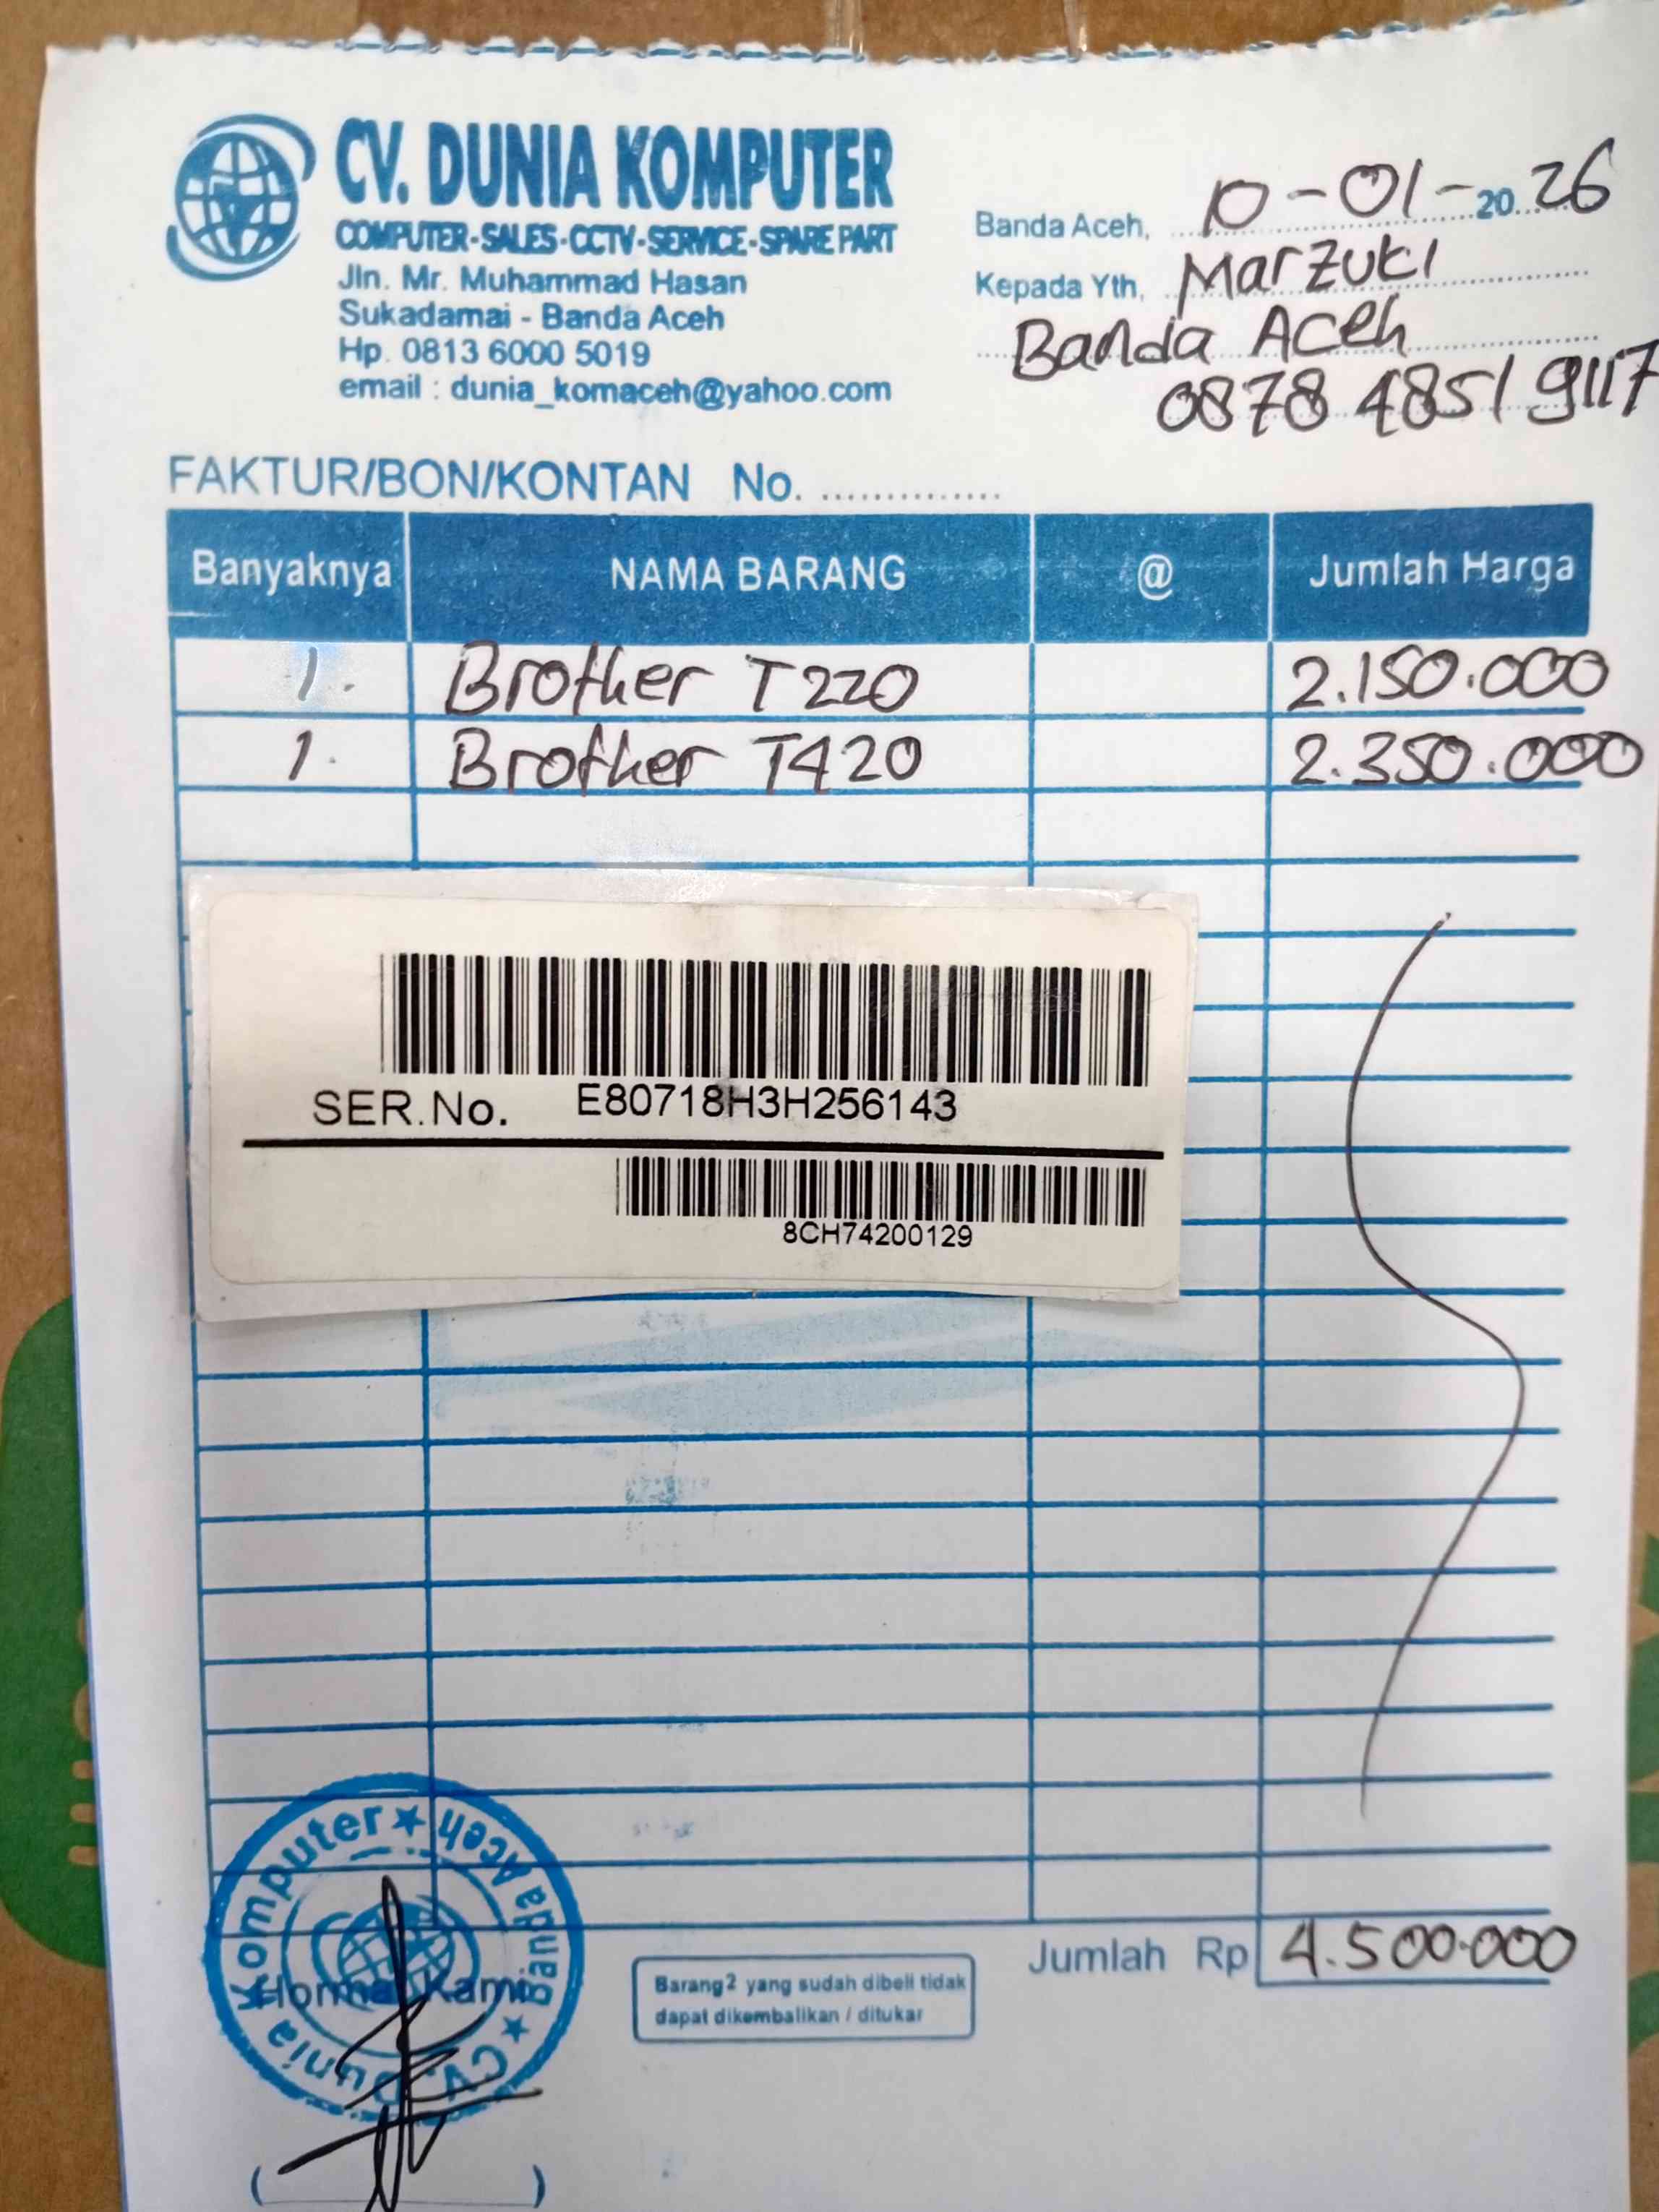 CV. DUNIA KOMPUTER
COMPUTER-SALES-CCTV-SERVICE-SPARE PART
Jln. Mr. Muhammad Hasan
Sukadamai - Banda Aceh
Hp. 0813 6000 5019
email : dunia_komaceh@yahoo.com
Banda Aceh, 10-01-2026
Kepada Yth, Marzuki
Banda Aceh
0878 4851 9117
FAKTUR/BON/KONTAN No. ..............
Banyaknya NAMA BARANG @ Jumlah Harga
1. Brother T220 2.150.000
1. Brother T420 2.350.000
SER.No. E80718H3H256143
8CH74200129
Jumlah Rp 4.500.000
Barang2 yang sudah dibeli tidak
dapat dikembalikan / ditukar
Hormat Kami
CV. Dunia Komputer ★ Banda Aceh ★
( )